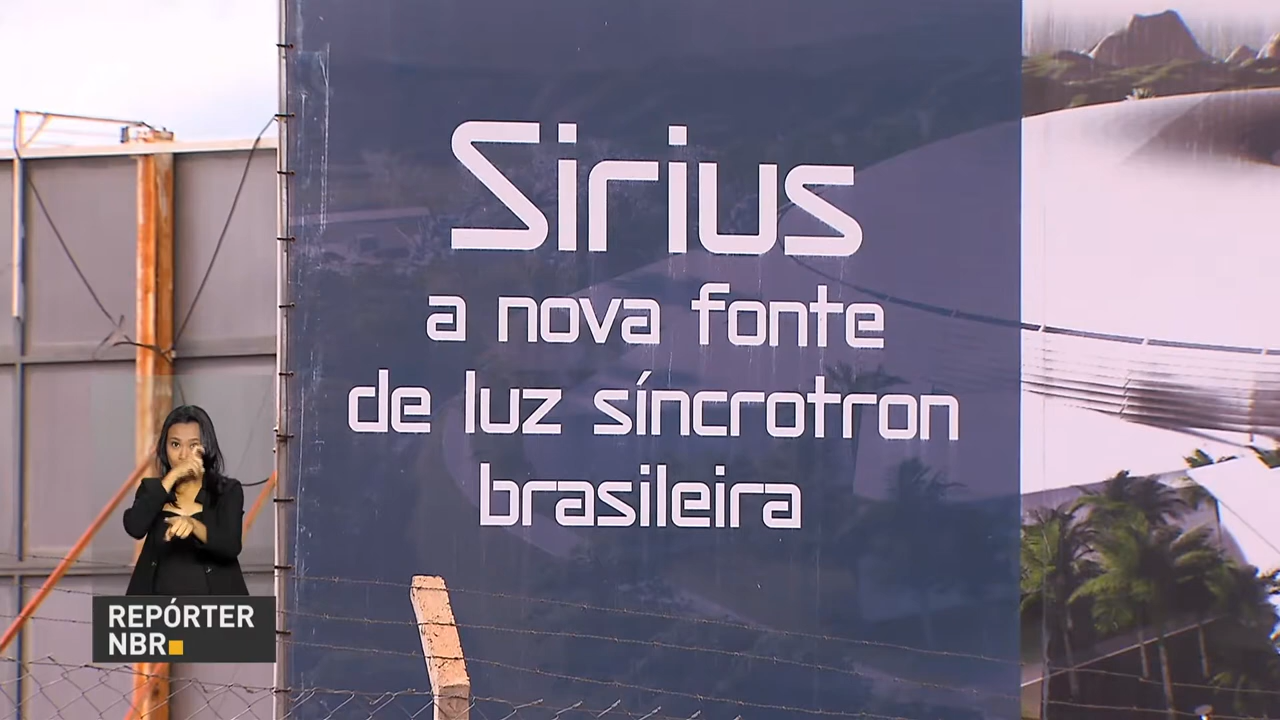 Sirius
a nova fonte
de luz síncrotron
brasileira
REPÓRTER
NBR